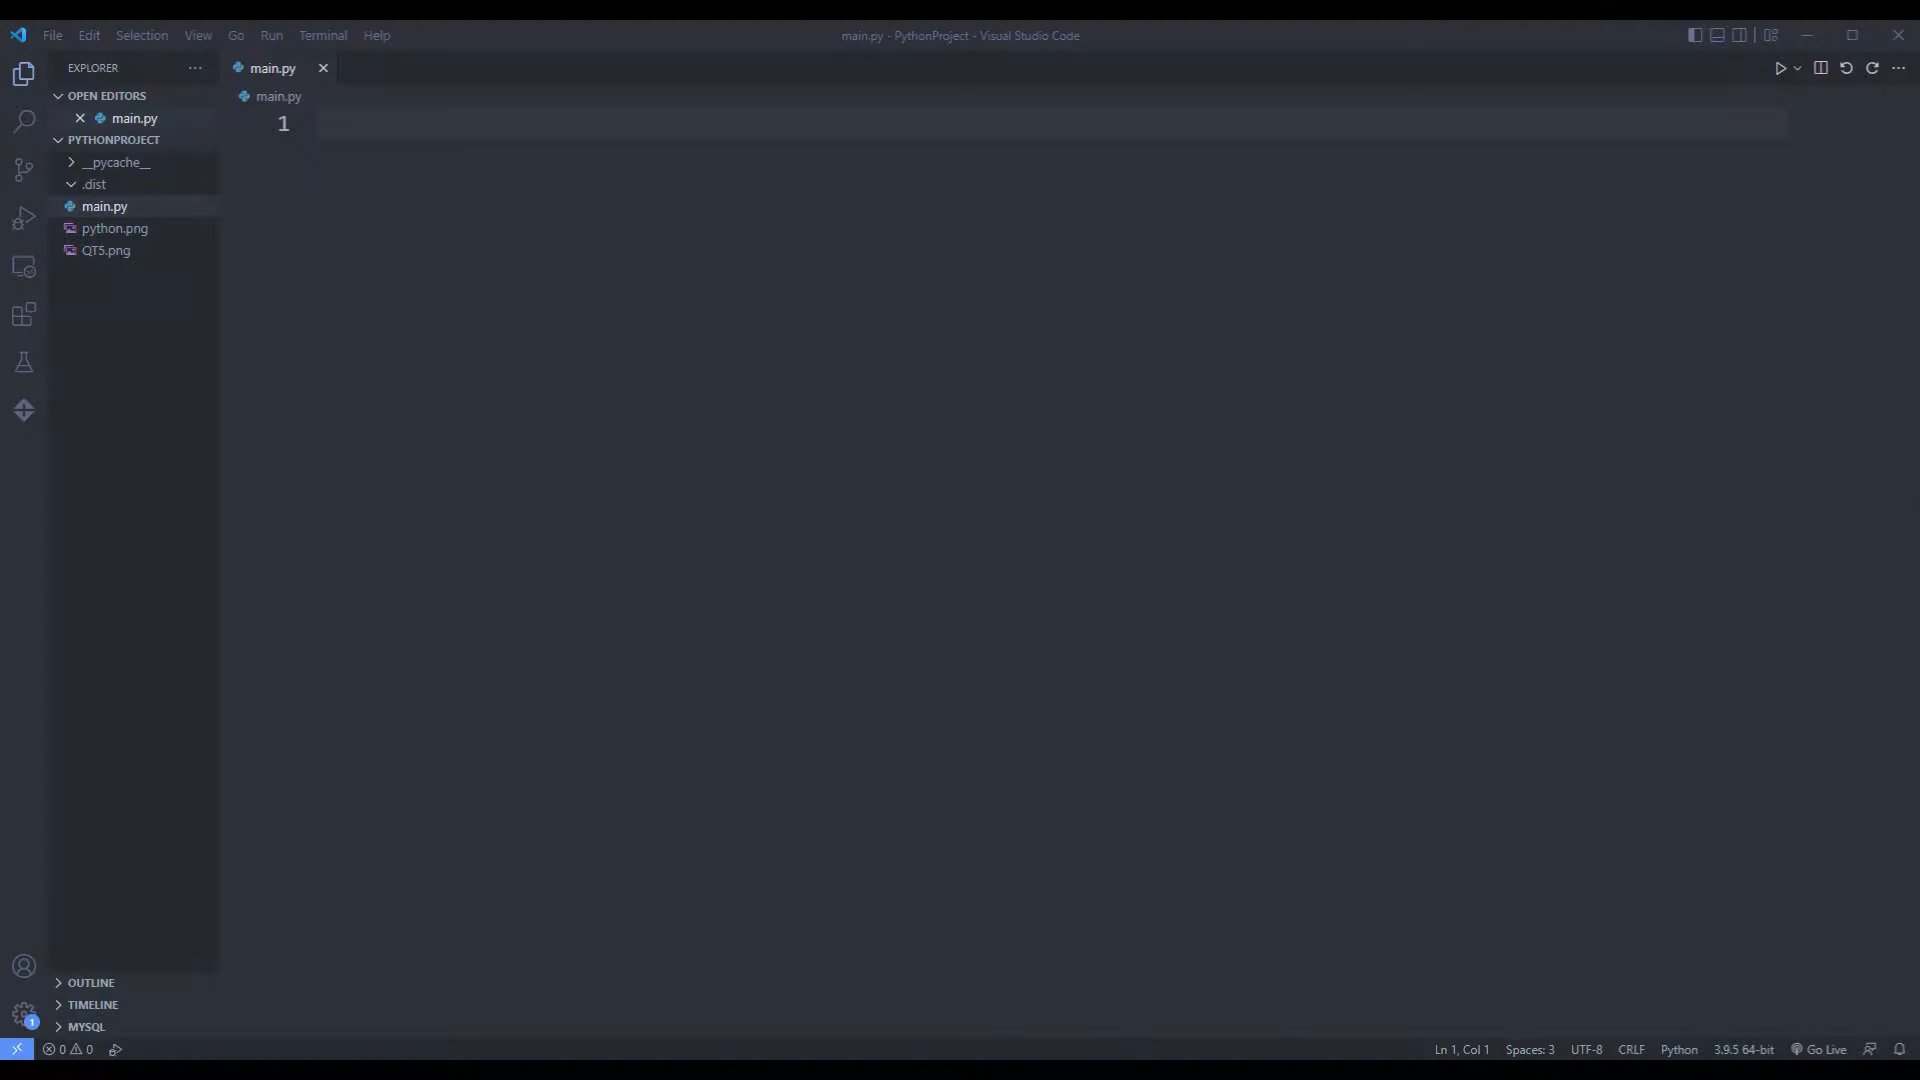 File Edit Selection View Go Run Terminal Help
main.py - PythonProject - Visual Studio Code
EXPLORER
main.py
OPEN EDITORS
main.py
main.py
1
PYTHONPROJECT
__pycache__
.dist
main.py
python.png
QT5.png
OUTLINE
TIMELINE
MYSQL
1
0 0
Ln 1, Col 1 Spaces: 3 UTF-8 CRLF Python 3.9.5 64-bit Go Live